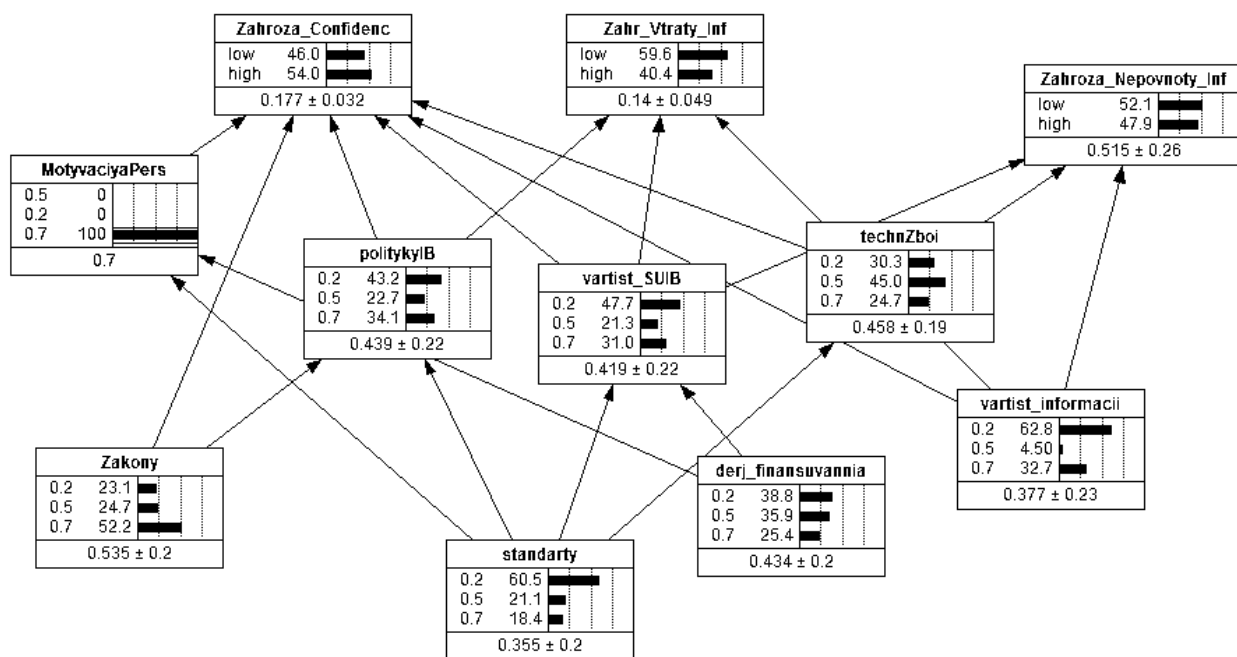 Zahroza_Confidenc
low 46.0
high 54.0
0.177 ± 0.032
Zahr_Vtraty_Inf
low 59.6
high 40.4
0.14 ± 0.049
Zahroza_Nepovnoty_Inf
low 52.1
high 47.9
0.515 ± 0.26
MotyvaciyaPers
0.5 0
0.2 0
0.7 100
0.7
politykyIB
0.2 43.2
0.5 22.7
0.7 34.1
0.439 ± 0.22
vartist_SUIB
0.2 47.7
0.5 21.3
0.7 31.0
0.419 ± 0.22
technZboi
0.2 30.3
0.5 45.0
0.7 24.7
0.458 ± 0.19
vartist_informacii
0.2 62.8
0.5 4.50
0.7 32.7
0.377 ± 0.23
Zakony
0.2 23.1
0.5 24.7
0.7 52.2
0.535 ± 0.2
derj_finansuvannia
0.2 38.8
0.5 35.9
0.7 25.4
0.434 ± 0.2
standarty
0.2 60.5
0.5 21.1
0.7 18.4
0.355 ± 0.2